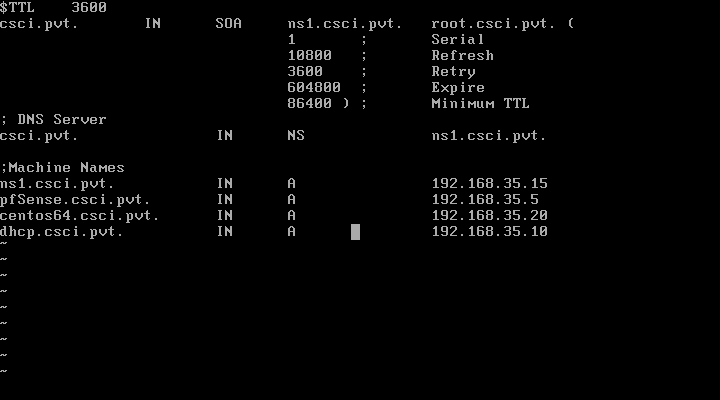 $TTL 3600
csci.pvt. IN SOA ns1.csci.pvt. root.csci.pvt. (
1 ; Serial
10800 ; Refresh
3600 ; Retry
604800 ; Expire
86400 ) ; Minimum TTL
; DNS Server
csci.pvt. IN NS ns1.csci.pvt.
;Machine Names
ns1.csci.pvt. IN A 192.168.35.15
pfSense.csci.pvt. IN A 192.168.35.5
centos64.csci.pvt. IN A 192.168.35.20
dhcp.csci.pvt. IN A 192.168.35.10
~
~
~
~
~
~
~
~
~